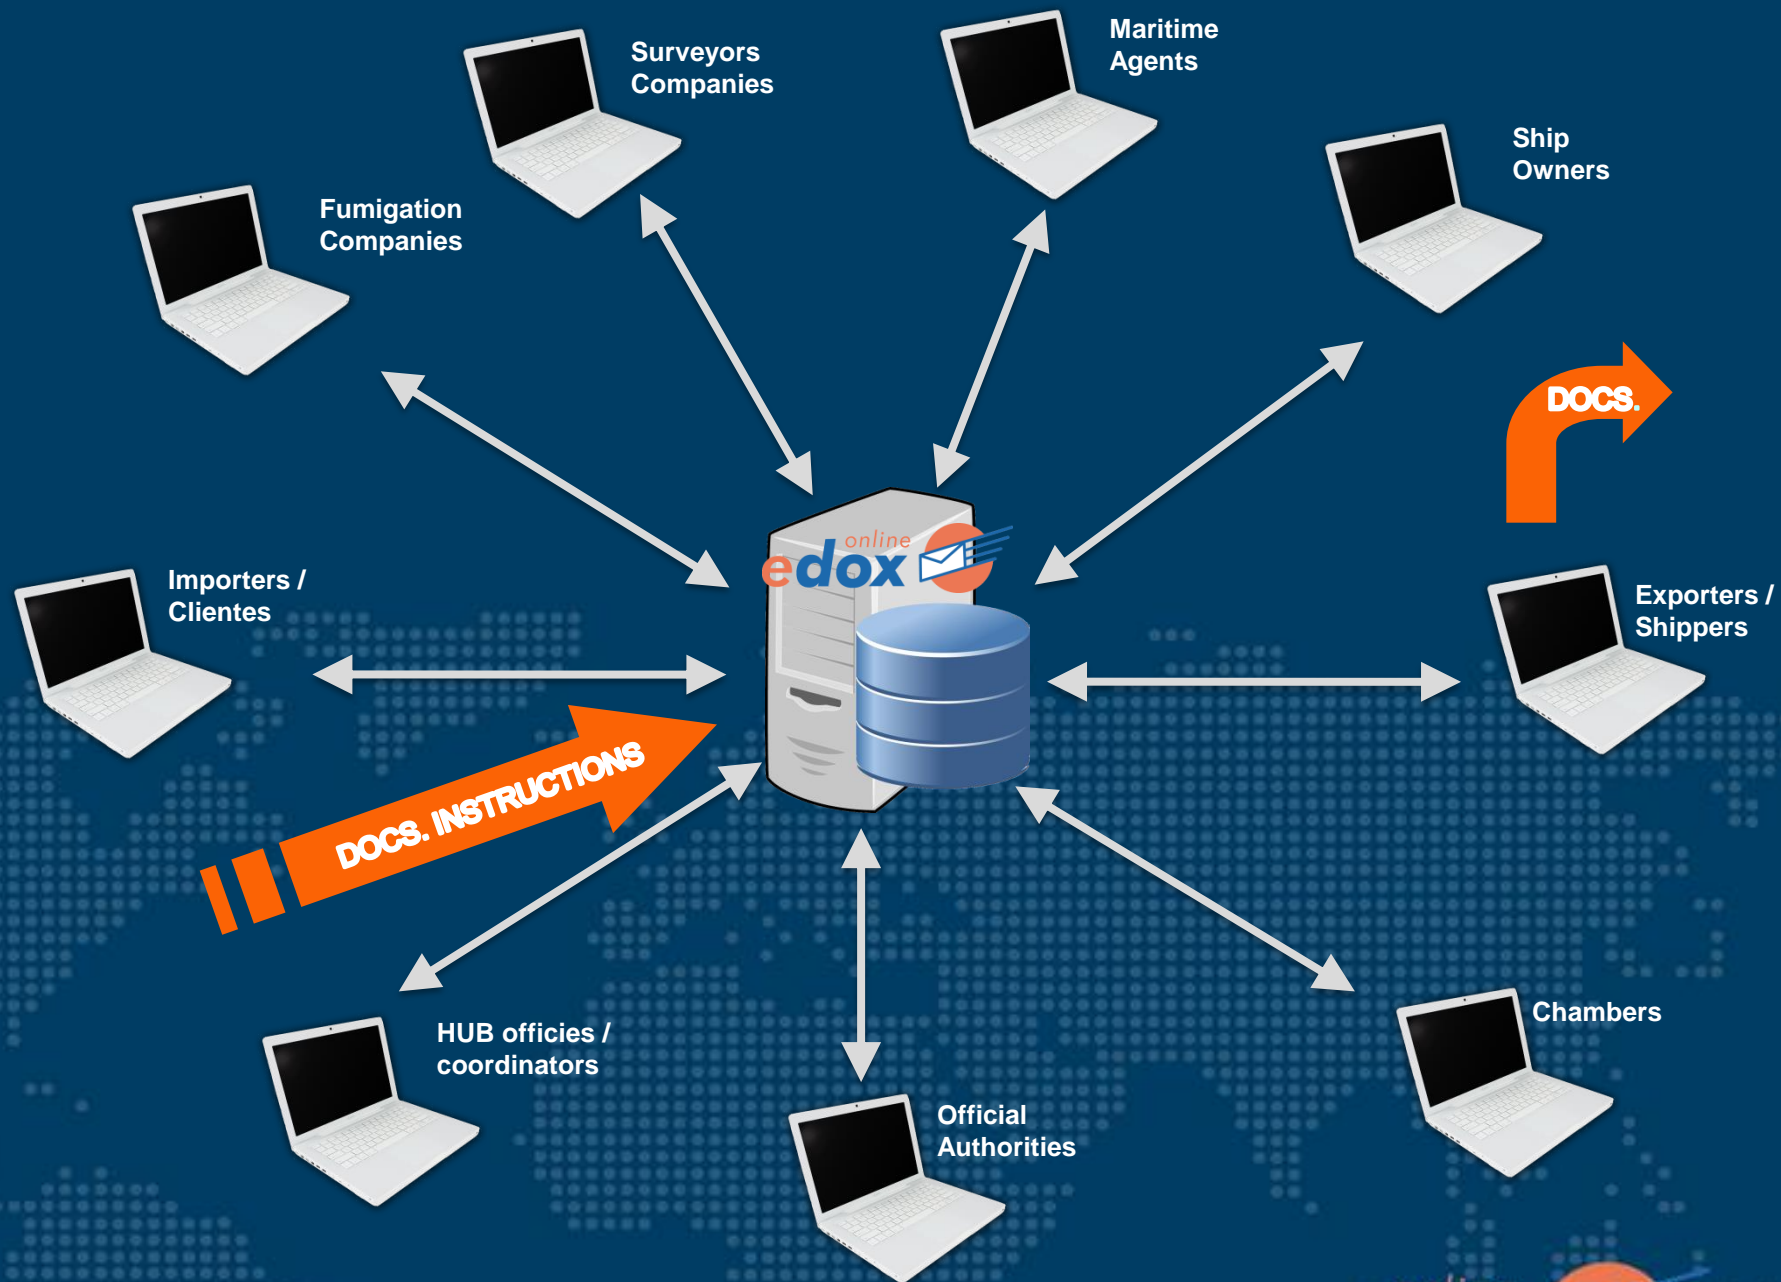 Maritime
Agents
Surveyors
Companies
Ship
Owners
Fumigation
Companies
DOCS.
online
edox
Importers /
Clientes
Exporters /
Shippers
DOCS. INSTRUCTIONS
Chambers
HUB officies /
coordinators
Official
Authorities